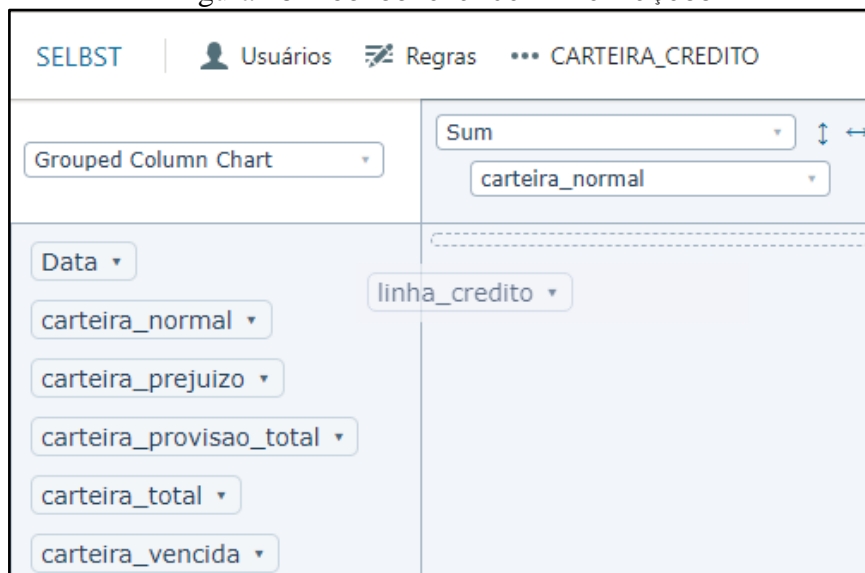 SELBST Usuários Regras ••• CARTEIRA_CREDITO
Grouped Column Chart
Sum
carteira_normal
Data
linha_credito
carteira_normal
carteira_prejuizo
carteira_provisao_total
carteira_total
carteira_vencida